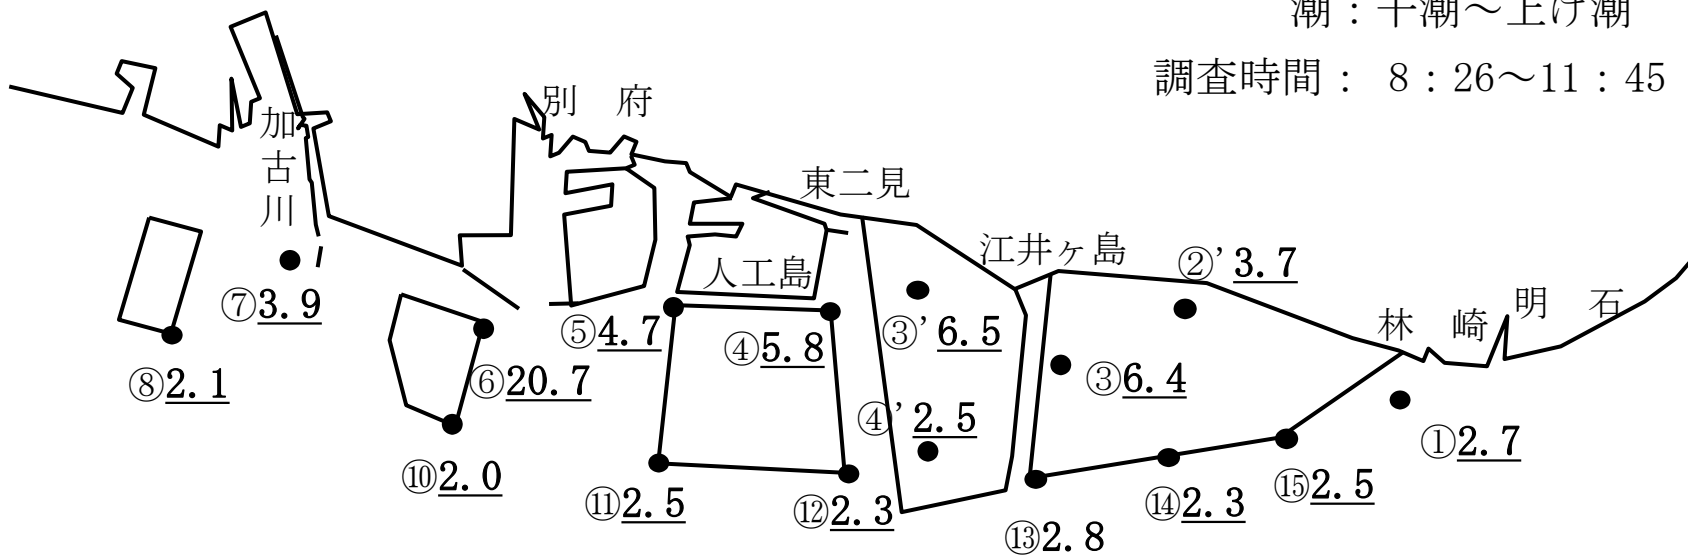 潮：干潮～上げ潮
調査時間： 8：26～11：45
別 府
加古川
東二見
江井ヶ島
②’3.7
人工島
明 石
林 崎
⑦3.9
⑤4.7
④5.8
③’6.5
⑧2.1
⑥20.7
③6.4
④’2.5
①2.7
⑩2.0
⑪2.5
⑫2.3
⑬2.8
⑭2.3
⑮2.5